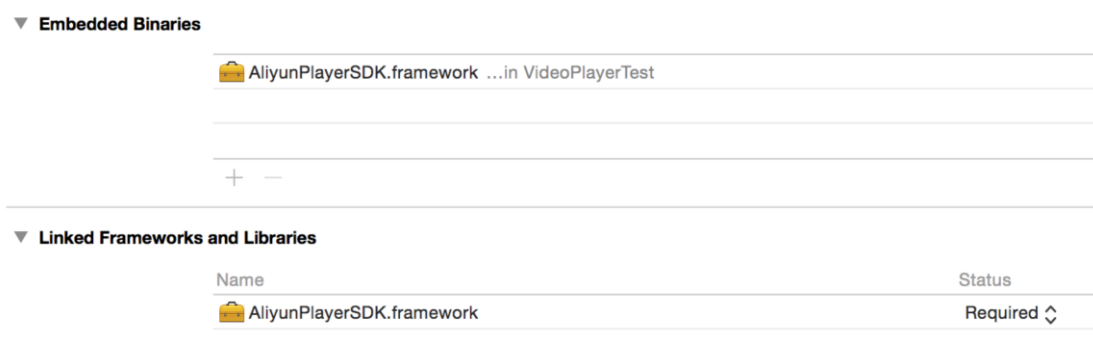 Embedded Binaries
AliyunPlayerSDK.framework ...in VideoPlayerTest
Linked Frameworks and Libraries
Name Status
AliyunPlayerSDK.framework Required